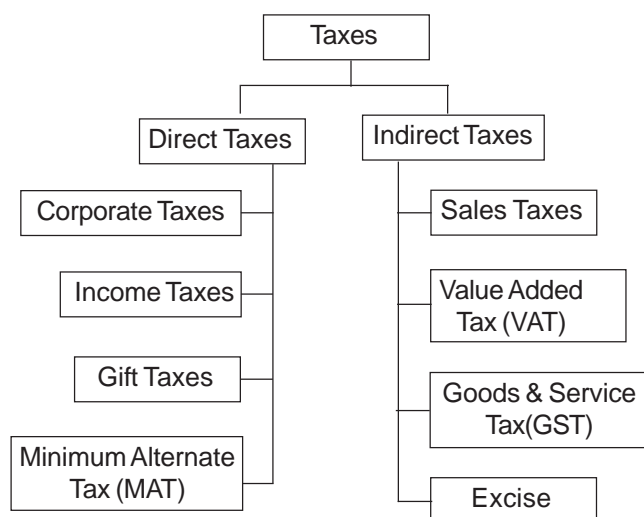 Taxes
Direct Taxes
Indirect Taxes
Corporate Taxes
Income Taxes
Gift Taxes
Minimum Alternate
Tax (MAT)
Sales Taxes
Value Added
Tax (VAT)
Goods & Service
Tax(GST)
Excise